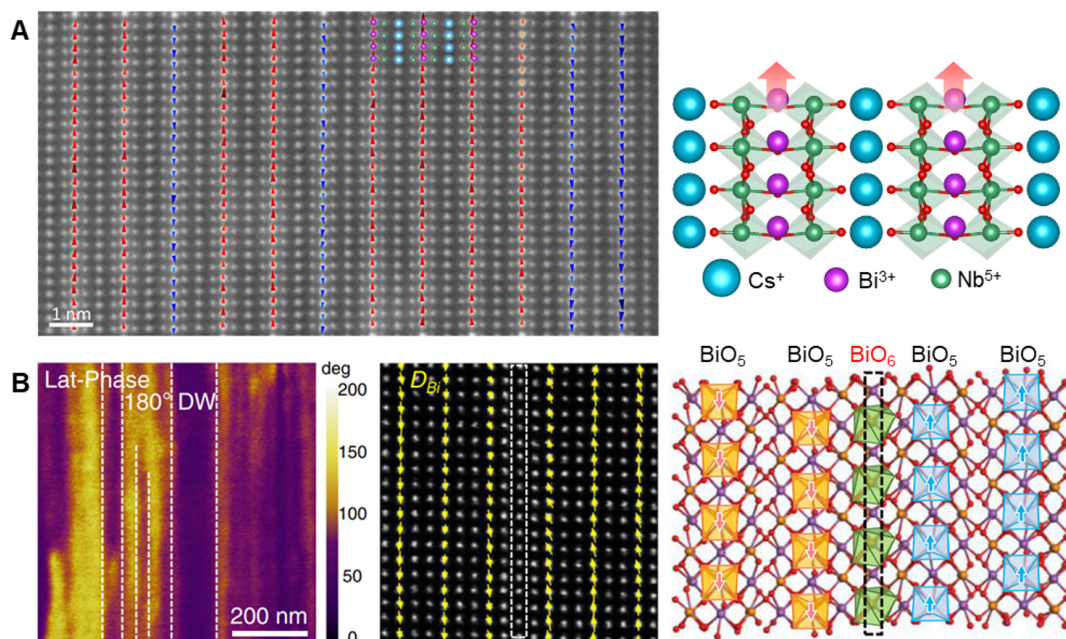 A
1 nm
Cs⁺
Bi³⁺
Nb⁵⁺
B
Lat-Phase
180° DW
200 nm
deg
200
150
100
50
0
D_Bi
BiO₅ BiO₅ BiO₆ BiO₅ BiO₅